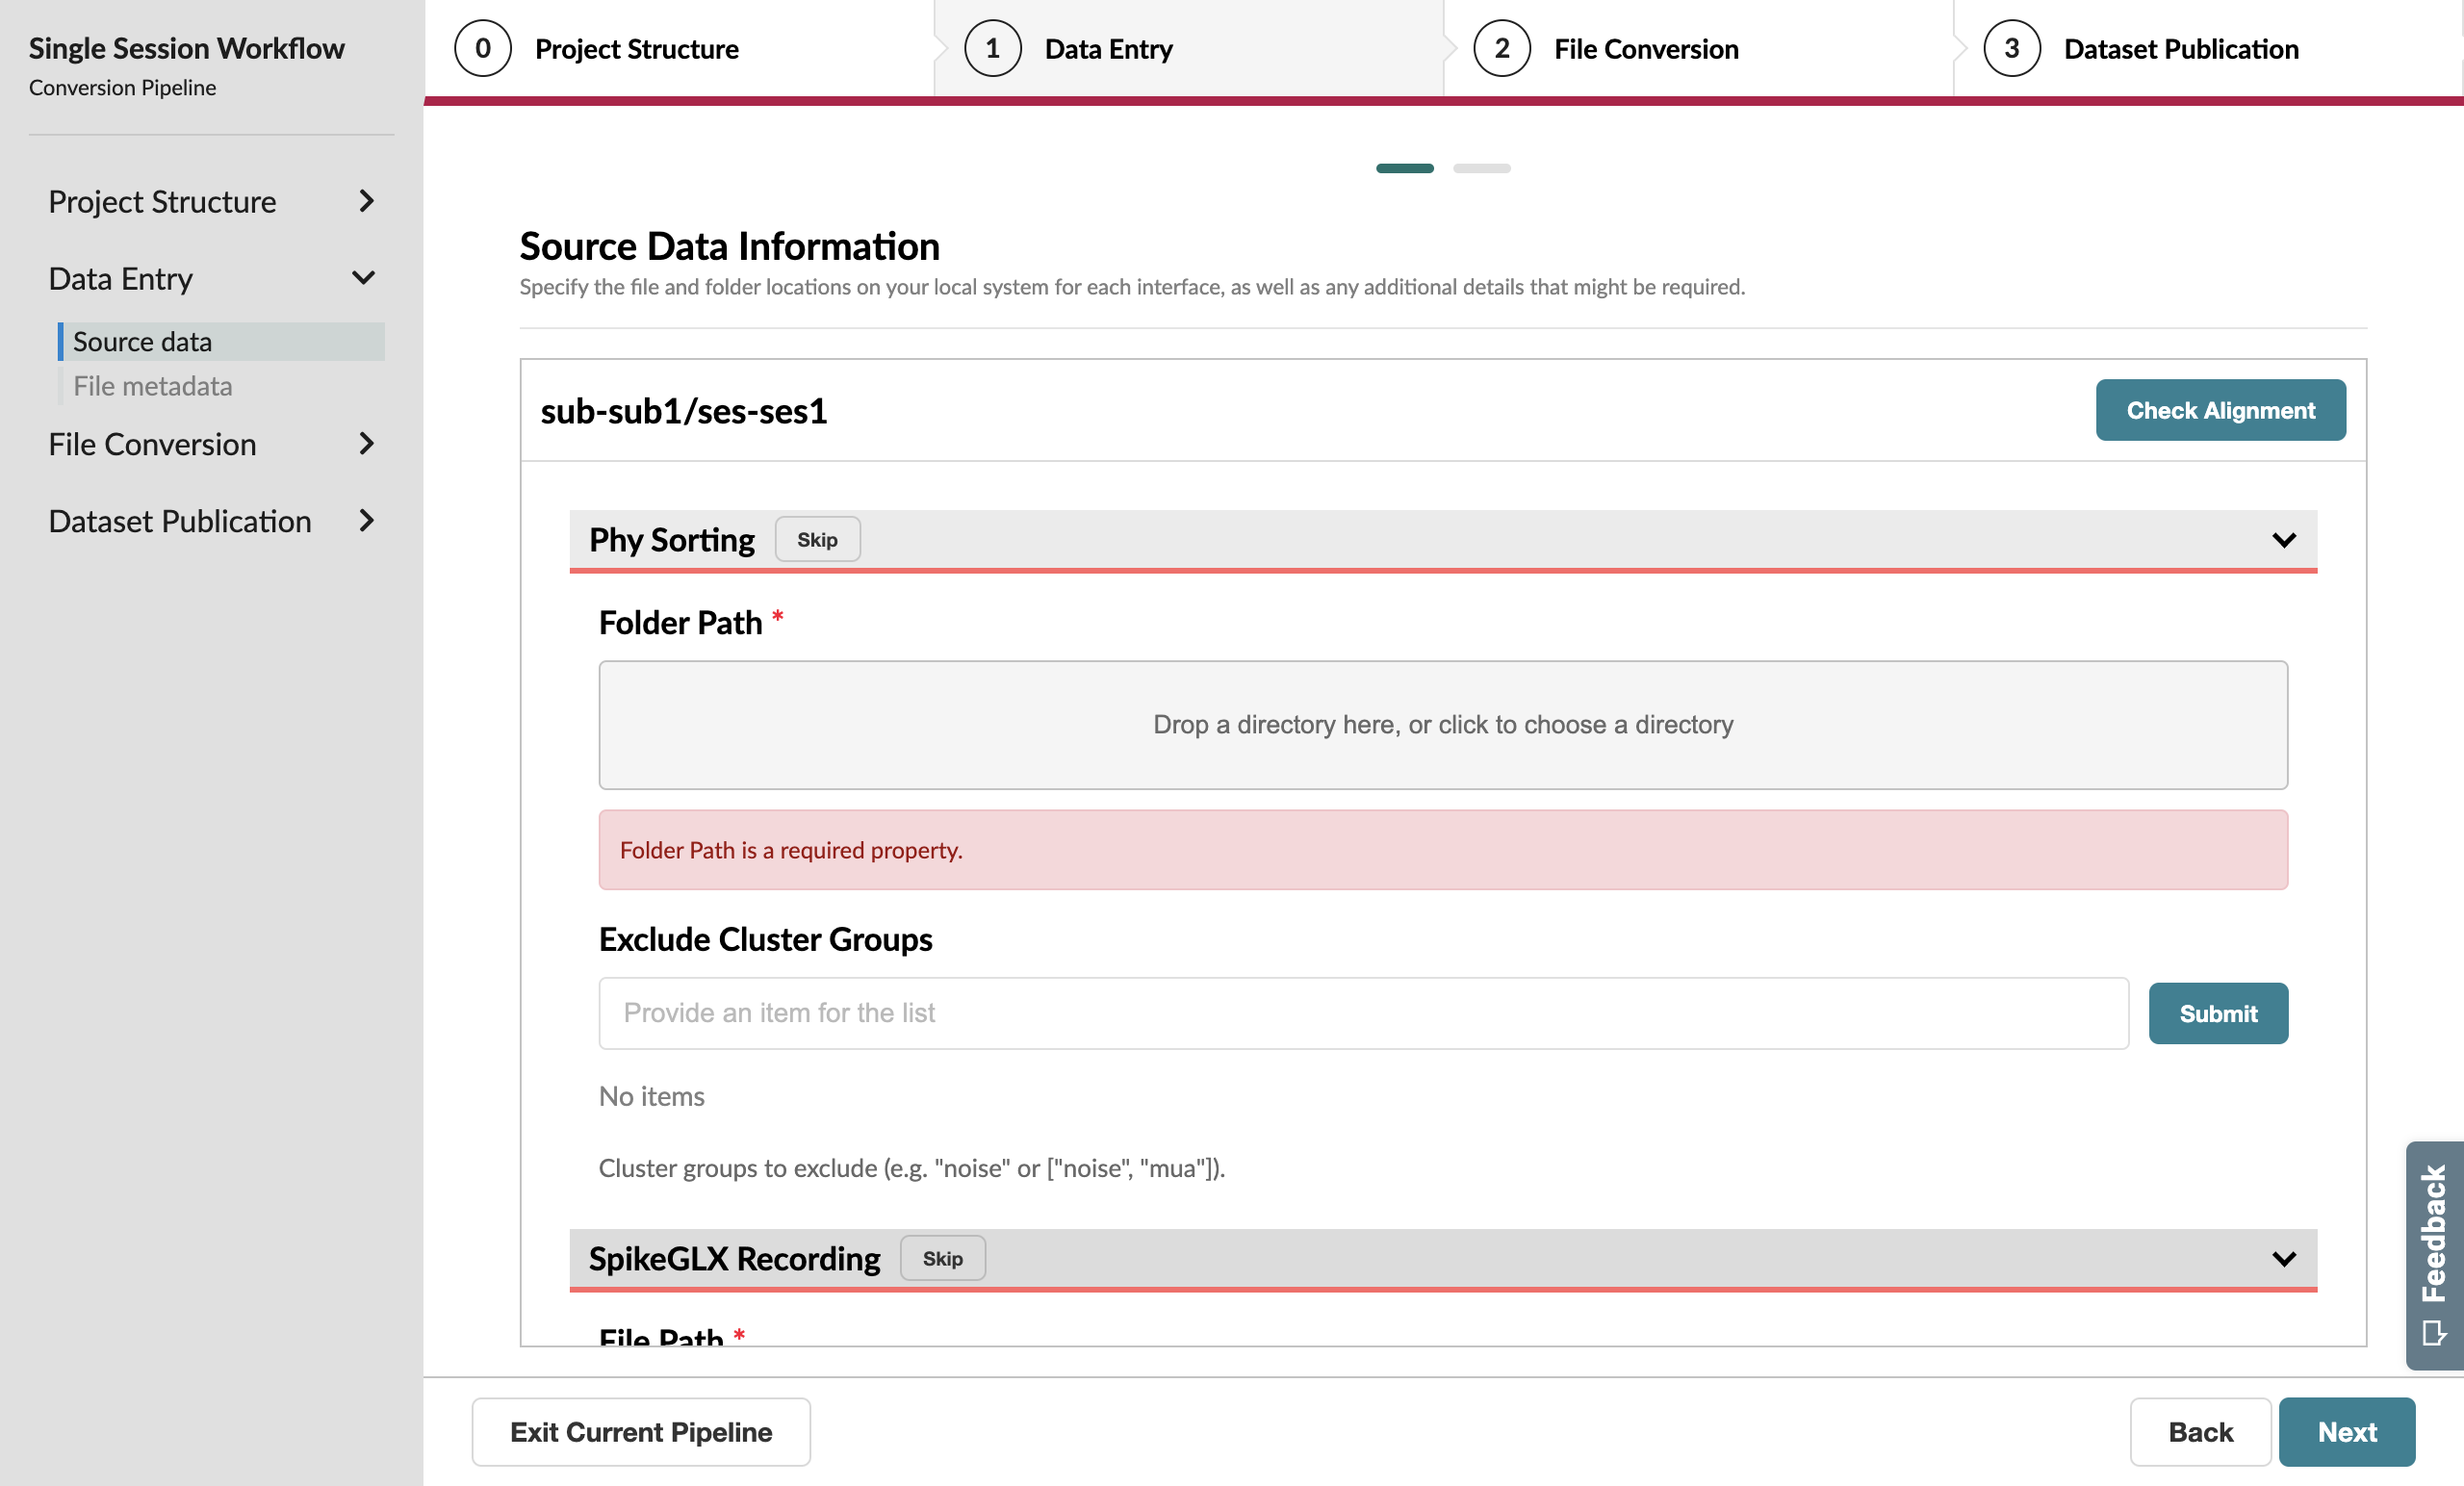 Single Session Workflow
Conversion Pipeline
Project Structure
Data Entry
Source data
File metadata
File Conversion
Dataset Publication
0 Project Structure
1 Data Entry
2 File Conversion
3 Dataset Publication
Source Data Information
Specify the file and folder locations on your local system for each interface, as well as any additional details that might be required.
sub-sub1/ses-ses1
Check Alignment
Phy Sorting Skip
Folder Path *
Drop a directory here, or click to choose a directory
Folder Path is a required property.
Exclude Cluster Groups
Provide an item for the list
Submit
No items
Cluster groups to exclude (e.g. "noise" or ["noise", "mua"]).
SpikeGLX Recording Skip
File Path *
Feedback
Exit Current Pipeline
Back
Next